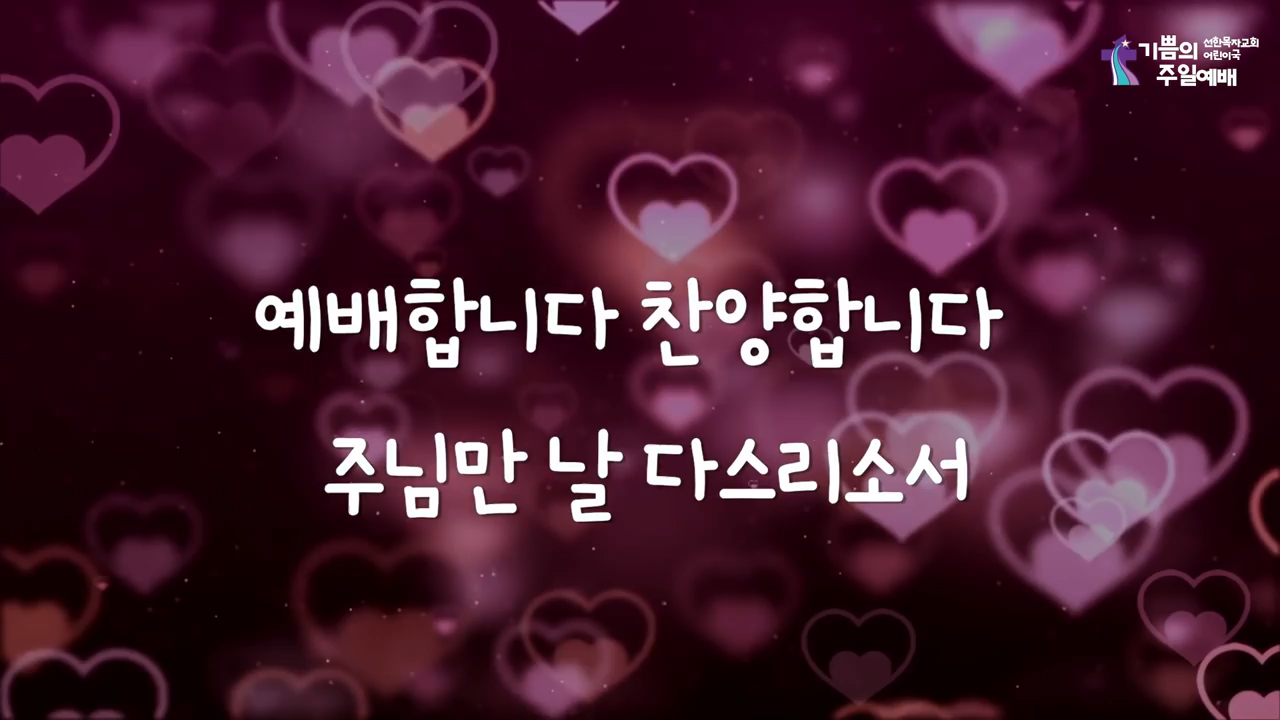 기쁨의 선한목자교회
어린이국
주일예배
예배합니다 찬양합니다
주님만 날 다스리소서